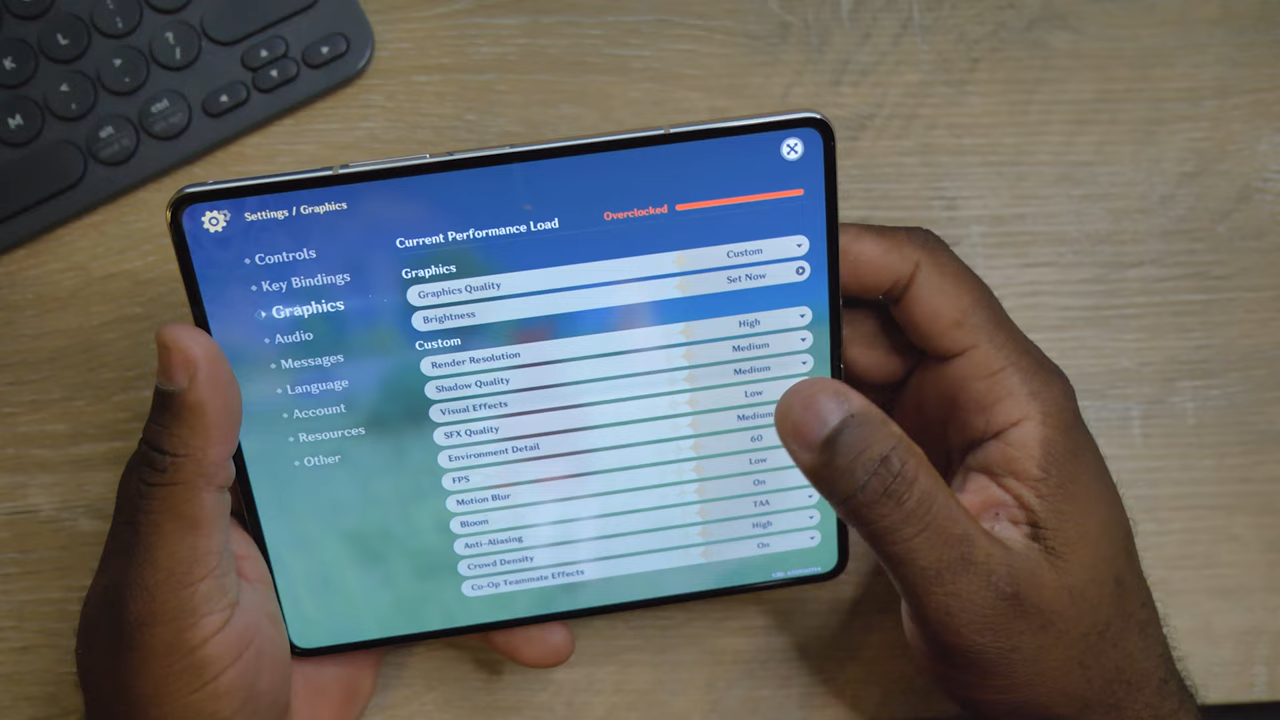 K
L
M
alt
ctrl
Settings / Graphics
Controls
Key Bindings
Graphics
Audio
Messages
Language
Account
Resources
Other
Current Performance Load
Overclocked
Graphics
Graphics Quality Custom
Brightness Set Now
Custom
Render Resolution High
Shadow Quality Medium
Visual Effects Medium
SFX Quality Low
Environment Detail Medium
FPS 60
Motion Blur Low
Bloom On
Anti-Aliasing TAA
Crowd Density High
Co-Op Teammate Effects On